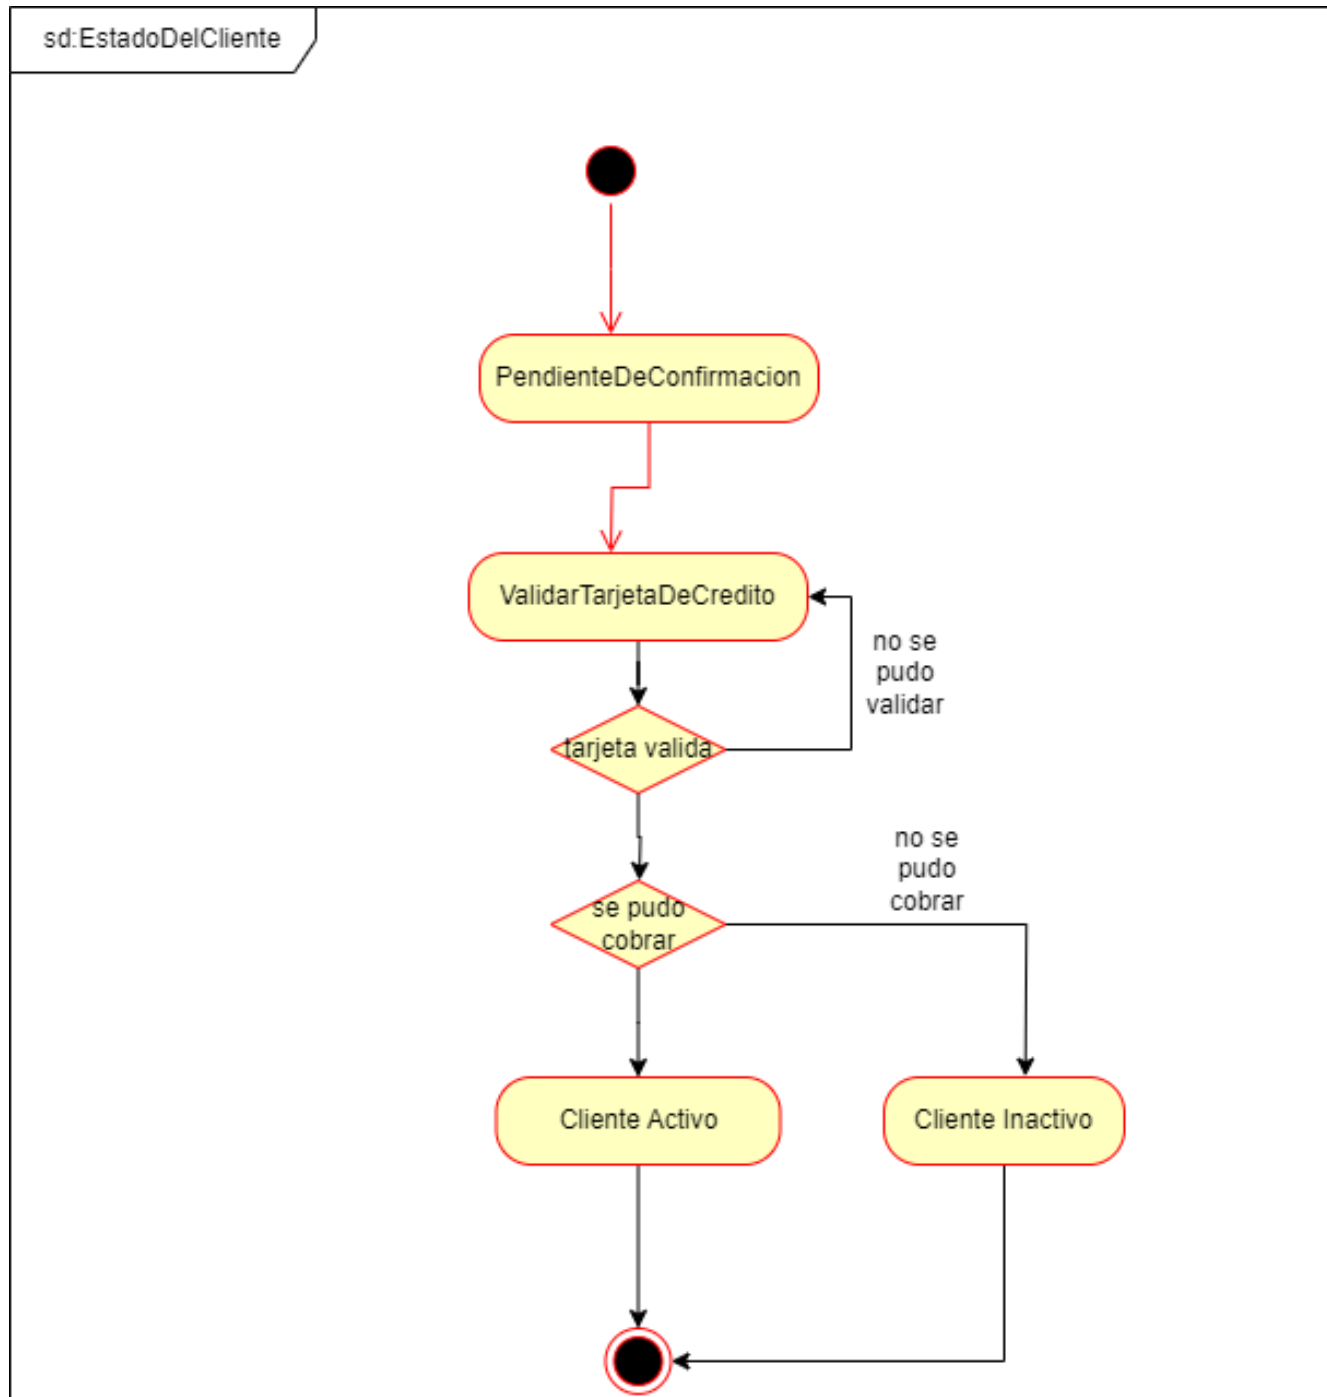 sd:EstadoDelCliente
PendienteDeConfirmacion
ValidarTarjetaDeCredito
no se
pudo
validar
tarjeta valida
no se
pudo
cobrar
se pudo
cobrar
Cliente Activo
Cliente Inactivo